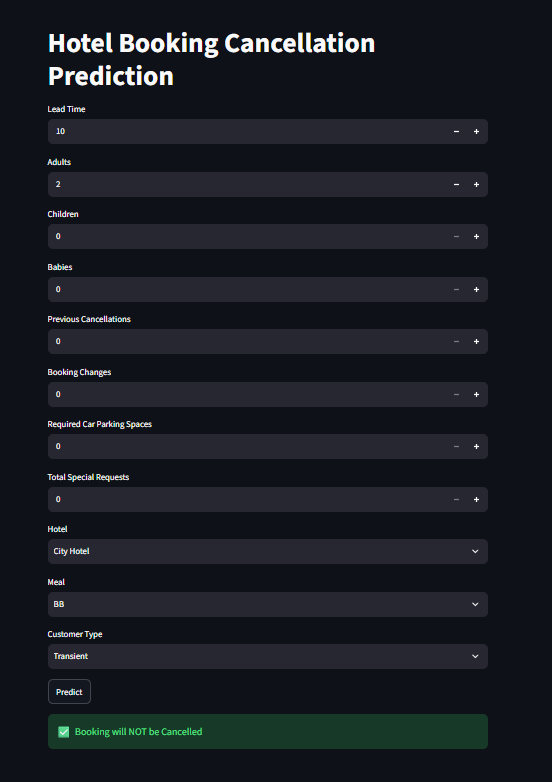 Hotel Booking Cancellation
Prediction
Lead Time
10
Adults
2
Children
0
Babies
0
Previous Cancellations
0
Booking Changes
0
Required Car Parking Spaces
0
Total Special Requests
0
Hotel
City Hotel
Meal
BB
Customer Type
Transient
Predict
✅ Booking will NOT be Cancelled